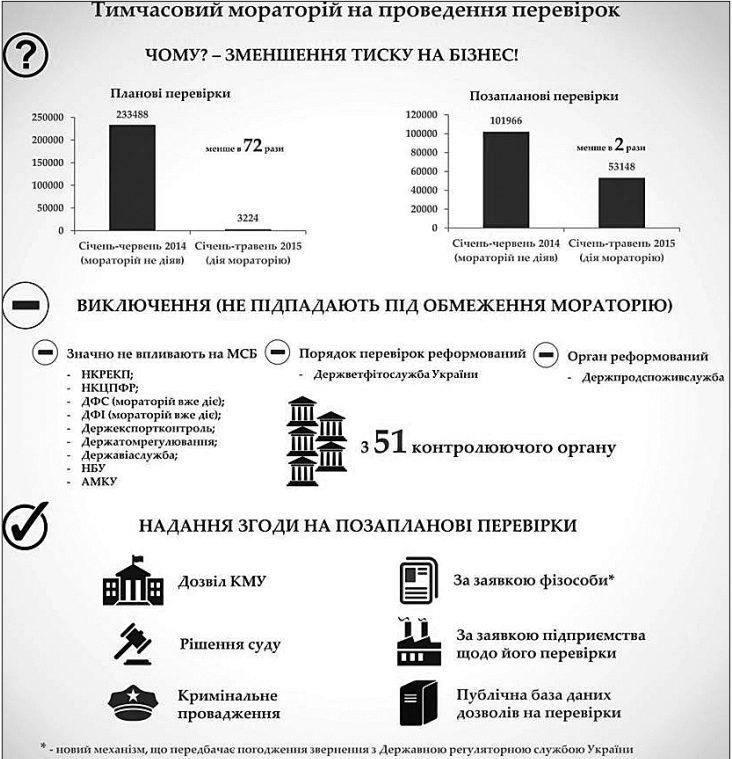 Тимчасовий мораторій на проведення перевірок
ЧОМУ? – ЗМЕНШЕННЯ ТИСКУ НА БІЗНЕС!
Планові перевірки
250000
200000
150000
100000
50000
0
233488
менше в 72 рази
3224
Січень-червень 2014
(мораторій не діяв)
Січень-травень 2015
(дія мораторію)
Позапланові перевірки
120000
100000
80000
60000
40000
20000
0
101966
менше в 2 рази
53148
Січень-червень 2014
(мораторій не діяв)
Січень-травень 2015
(дія мораторію)
ВИКЛЮЧЕННЯ (НЕ ПІДПАДАЮТЬ ПІД ОБМЕЖЕННЯ МОРАТОРІЮ)
Значно не впливають на МСБ
- НКРЕКП;
- НКЦПФР;
- ДФС (мораторій вже діє);
- ДФІ (мораторій вже діє);
- Держекспортконтроль;
- Держатомрегулювання;
- Державіаслужба;
- НБУ
- АМКУ
Порядок перевірок реформований
- Держветфітослужба України
Орган реформований
- Держпродспоживслужба
З 51 контролюючого органу
НАДАННЯ ЗГОДИ НА ПОЗАПЛАНОВІ ПЕРЕВІРКИ
Дозвіл КМУ
За заявкою фізособи*
Рішення суду
За заявкою підприємства
щодо його перевірки
Кримінальне
провадження
Публічна база даних
дозволів на перевірки
* - новий механізм, що передбачає погодження звернення з Державною регуляторною службою України